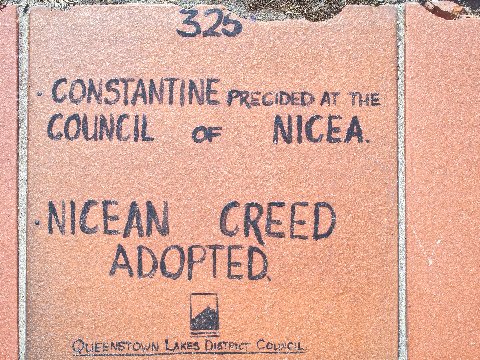 325
· CONSTANTINE PRECIDED AT THE
COUNCIL OF NICEA.
· NICEAN CREED
ADOPTED.
QUEENSTOWN LAKES DISTRICT COUNCIL.